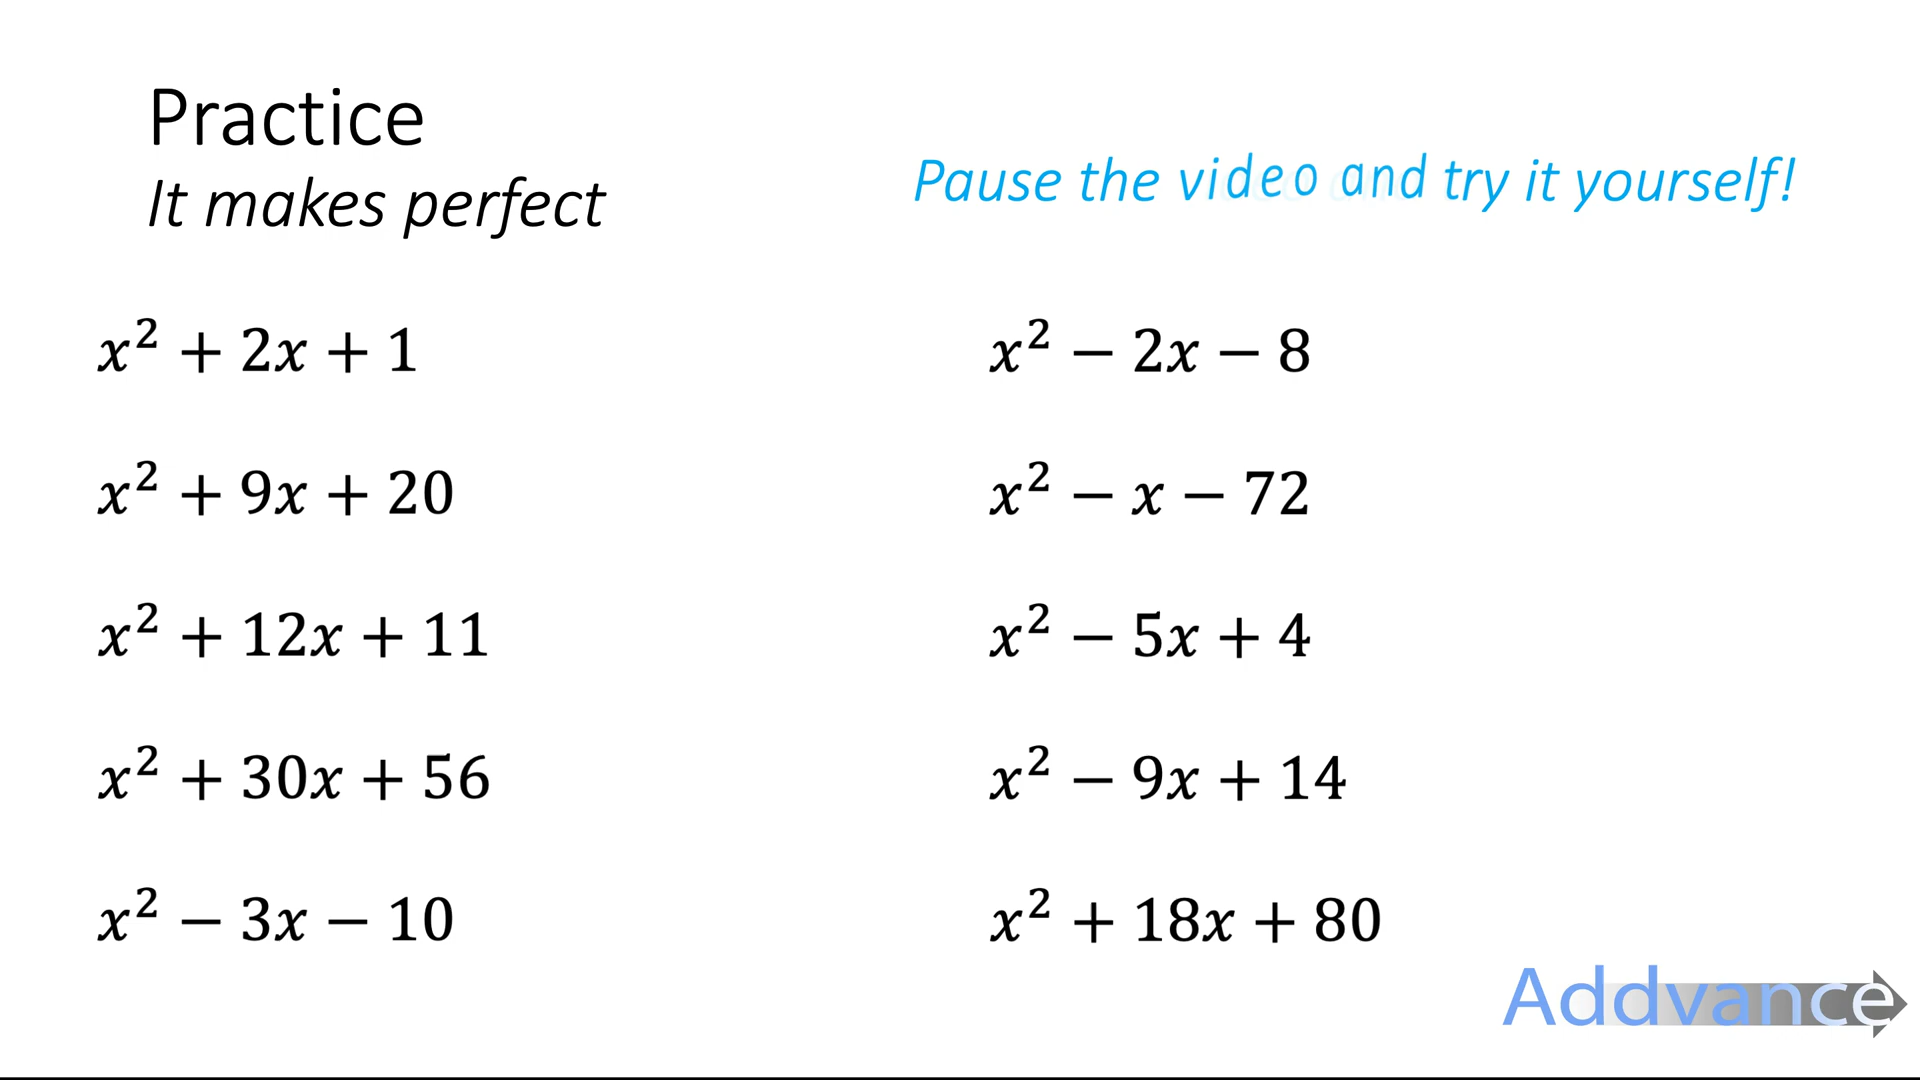 Practice
It makes perfect
Pause the video and try it yourself!
x² + 2x + 1
x² + 9x + 20
x² + 12x + 11
x² + 30x + 56
x² − 3x − 10
x² − 2x − 8
x² − x − 72
x² − 5x + 4
x² − 9x + 14
x² + 18x + 80
Addvance